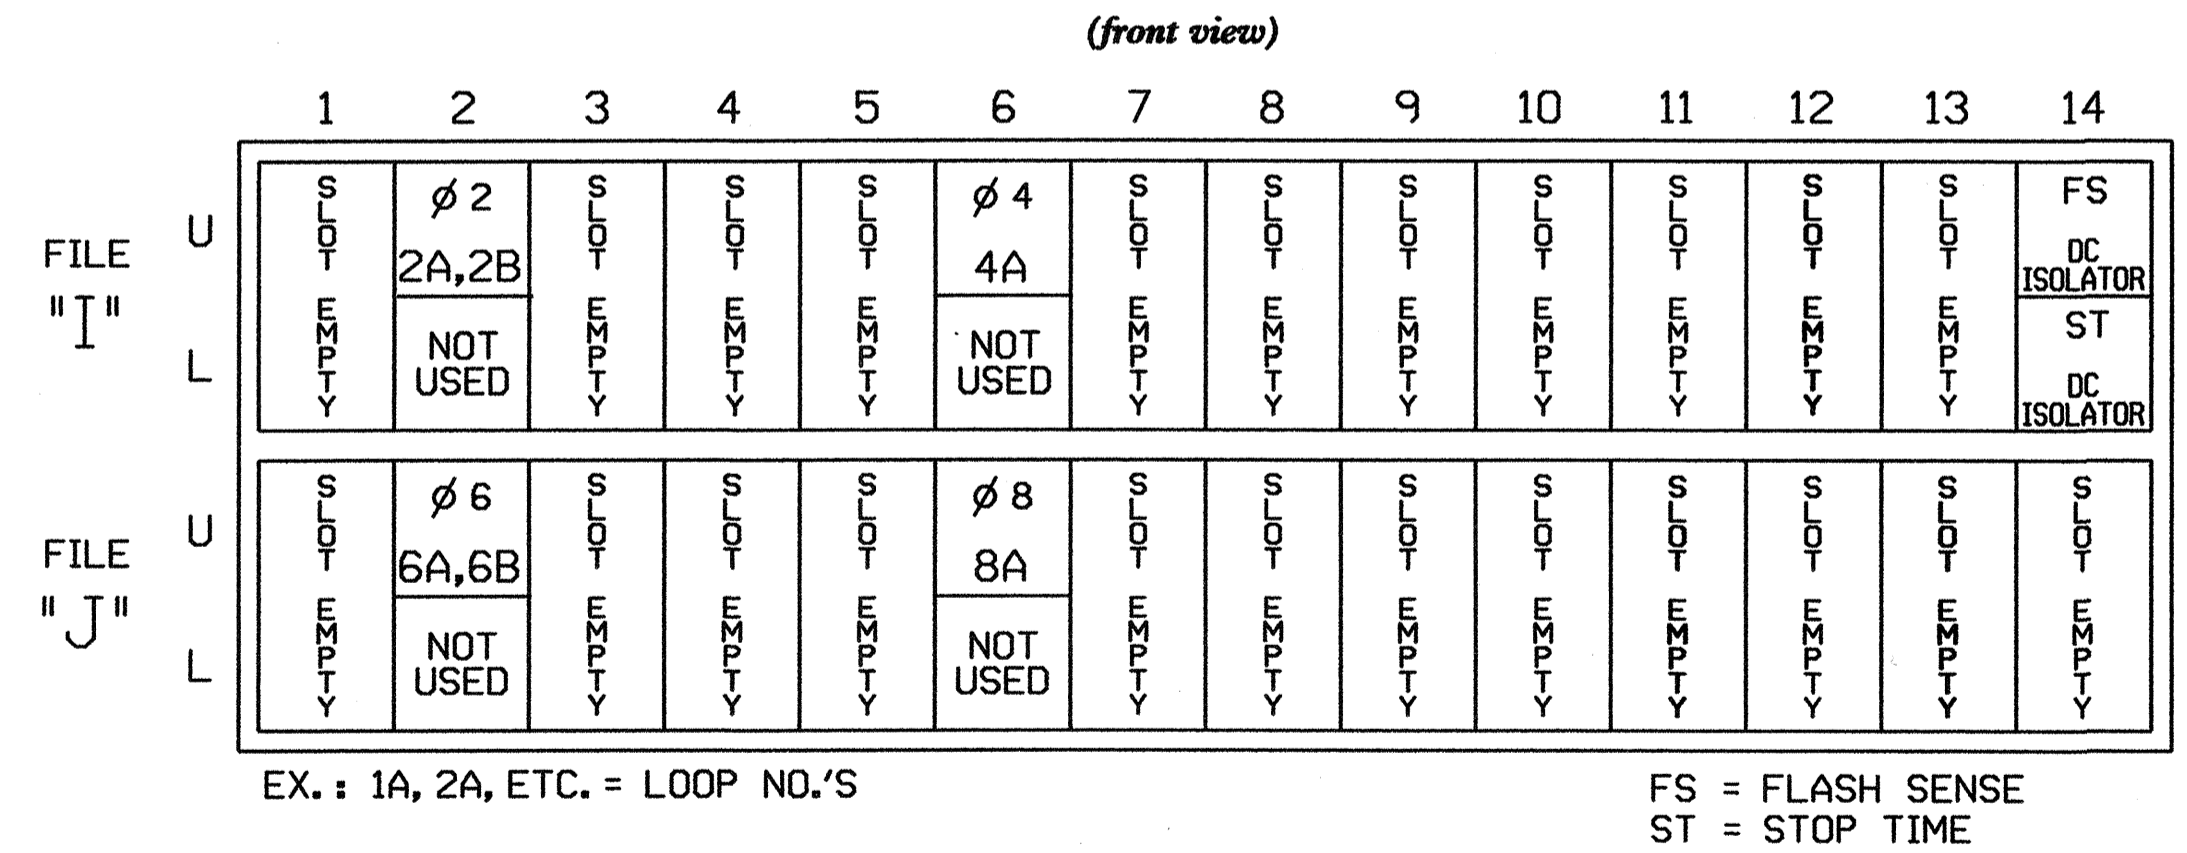 (front view)
1 2 3 4 5 6 7 8 9 10 11 12 13 14
FILE "I"
U
L
SLOT EMPTY
ø 2
2A,2B
NOT
USED
SLOT EMPTY
SLOT EMPTY
SLOT EMPTY
ø 4
4A
NOT
USED
SLOT EMPTY
SLOT EMPTY
SLOT EMPTY
SLOT EMPTY
SLOT EMPTY
SLOT EMPTY
SLOT EMPTY
FS
DC
ISOLATOR
ST
DC
ISOLATOR
FILE "J"
U
L
SLOT EMPTY
ø 6
6A,6B
NOT
USED
SLOT EMPTY
SLOT EMPTY
SLOT EMPTY
ø 8
8A
NOT
USED
SLOT EMPTY
SLOT EMPTY
SLOT EMPTY
SLOT EMPTY
SLOT EMPTY
SLOT EMPTY
SLOT EMPTY
SLOT EMPTY
EX.: 1A, 2A, ETC. = LOOP NO.'S
FS = FLASH SENSE
ST = STOP TIME